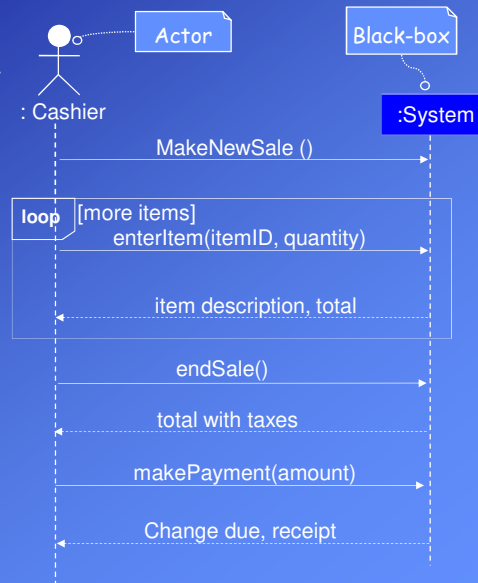 Actor
Black-box
: Cashier
:System
MakeNewSale ()
loop [more items]
enterItem(itemID, quantity)
item description, total
endSale()
total with taxes
makePayment(amount)
Change due, receipt